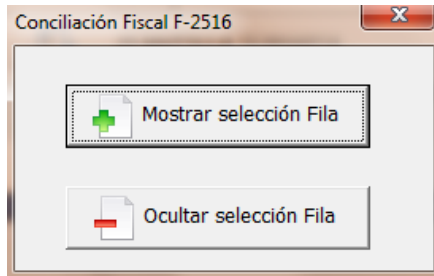 Conciliación Fiscal F-2516
Mostrar selección Fila
Ocultar selección Fila